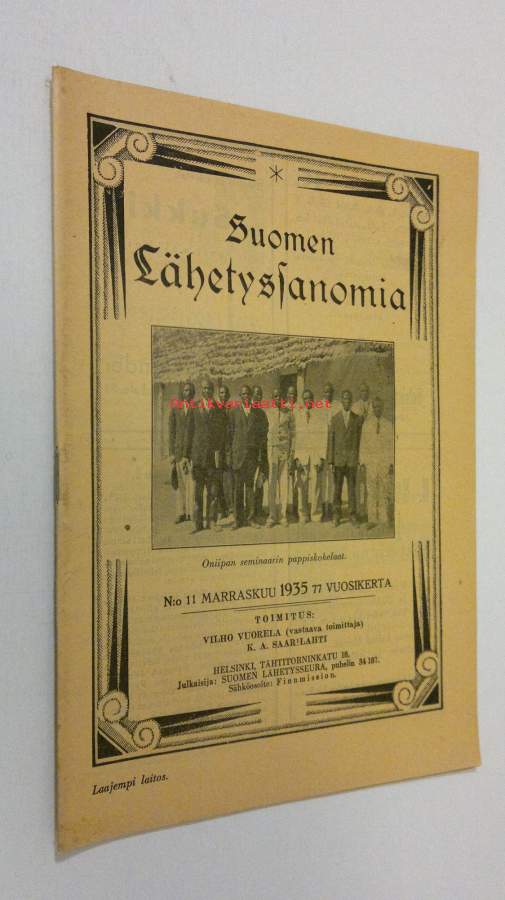 *
Suomen
Lähetysſanomia
antikvariaatti.net
Oniipan seminaarin pappiskokelaat.
N:o 11 MARRASKUU 1935 77 VUOSIKERTA
TOIMITUS:
VILHO VUORELA (vastaava toimittaja)
K. A. SAARILAHTI
HELSINKI, TÄHTITORNINKATU 18.
Julkaisija: SUOMEN LÄHETYSSEURA, puhelin 34 187.
Sähköosoite: Finnmission.
Laajempi laitos.